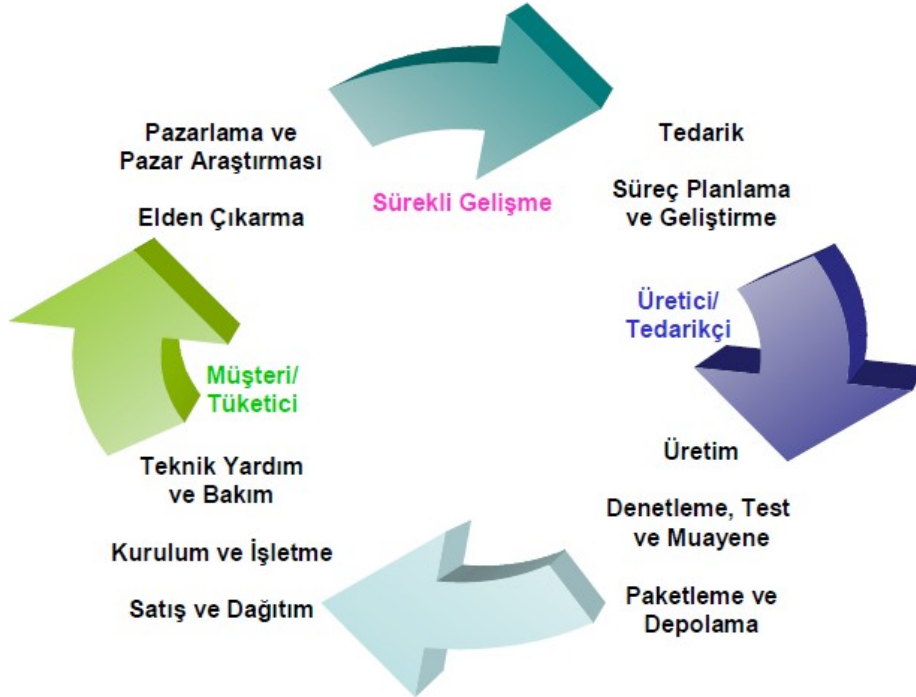 Pazarlama ve
Pazar Araştırması
Elden Çıkarma
Sürekli Gelişme
Tedarik
Süreç Planlama
ve Geliştirme
Üretici/
Tedarikçi
Müşteri/
Tüketici
Üretim
Denetleme, Test
ve Muayene
Paketleme ve
Depolama
Teknik Yardım
ve Bakım
Kurulum ve İşletme
Satış ve Dağıtım